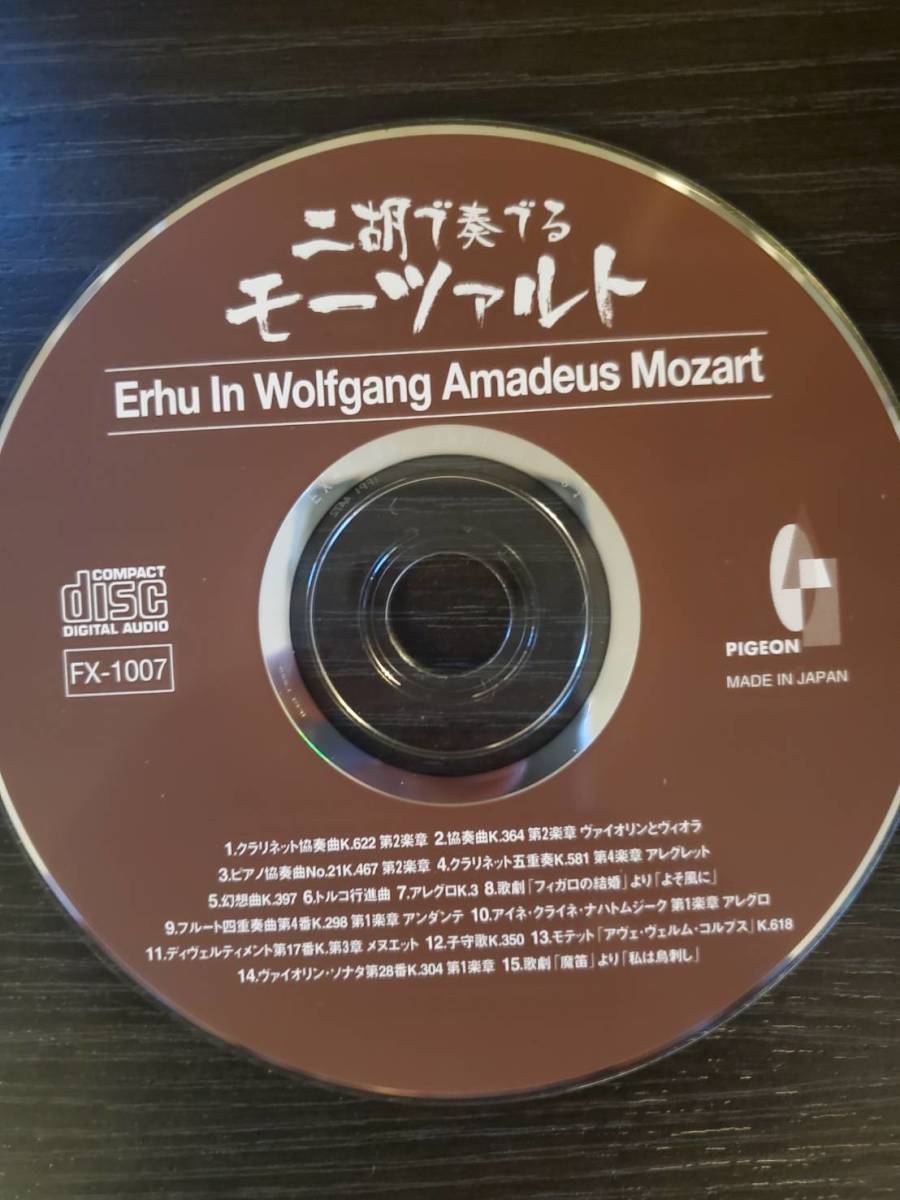 二胡で奏でる
モーツァルト
Erhu In Wolfgang Amadeus Mozart
COMPACT
disc
DIGITAL AUDIO
FX-1007
PIGEON
MADE IN JAPAN
1.クラリネット協奏曲K.622 第2楽章 2.協奏曲K.364 第2楽章 ヴァイオリンとヴィオラ
3.ピアノ協奏曲No.21K.467 第2楽章 4.クラリネット五重奏K.581 第4楽章 アレグレット
5.幻想曲K.397 6.トルコ行進曲 7.アレグロK.3 8.歌劇「フィガロの結婚」より「よそ風に」
9.フルート四重奏曲第4番K.298 第1楽章 アンダンテ 10.アイネ・クライネ・ナハトムジーク 第1楽章 アレグロ
11.ディヴェルティメント第17番K.第3章 メヌエット 12.子守歌K.350 13.モテット「アヴェ・ヴェルム・コルプス」K.618
14.ヴァイオリン・ソナタ第28番K.304 第1楽章 15.歌劇「魔笛」より「私は鳥刺し」